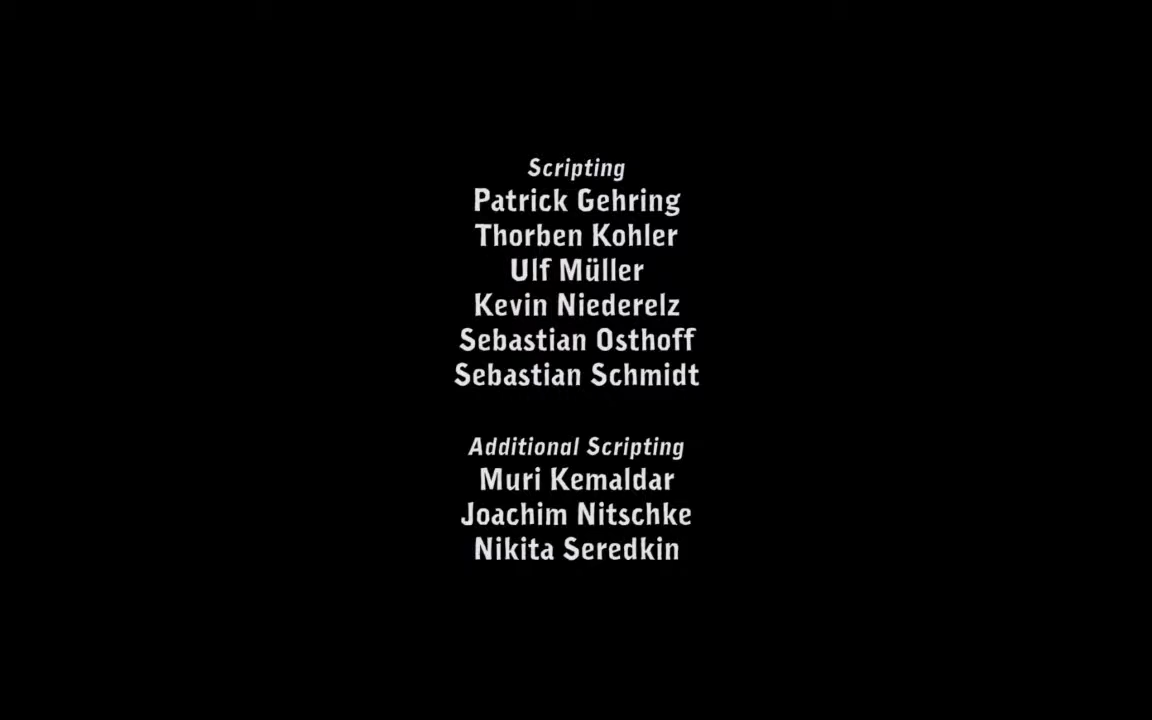 Scripting
Patrick Gehring
Thorben Kohler
Ulf Müller
Kevin Niederelz
Sebastian Osthoff
Sebastian Schmidt
Additional Scripting
Muri Kemaldar
Joachim Nitschke
Nikita Seredkin